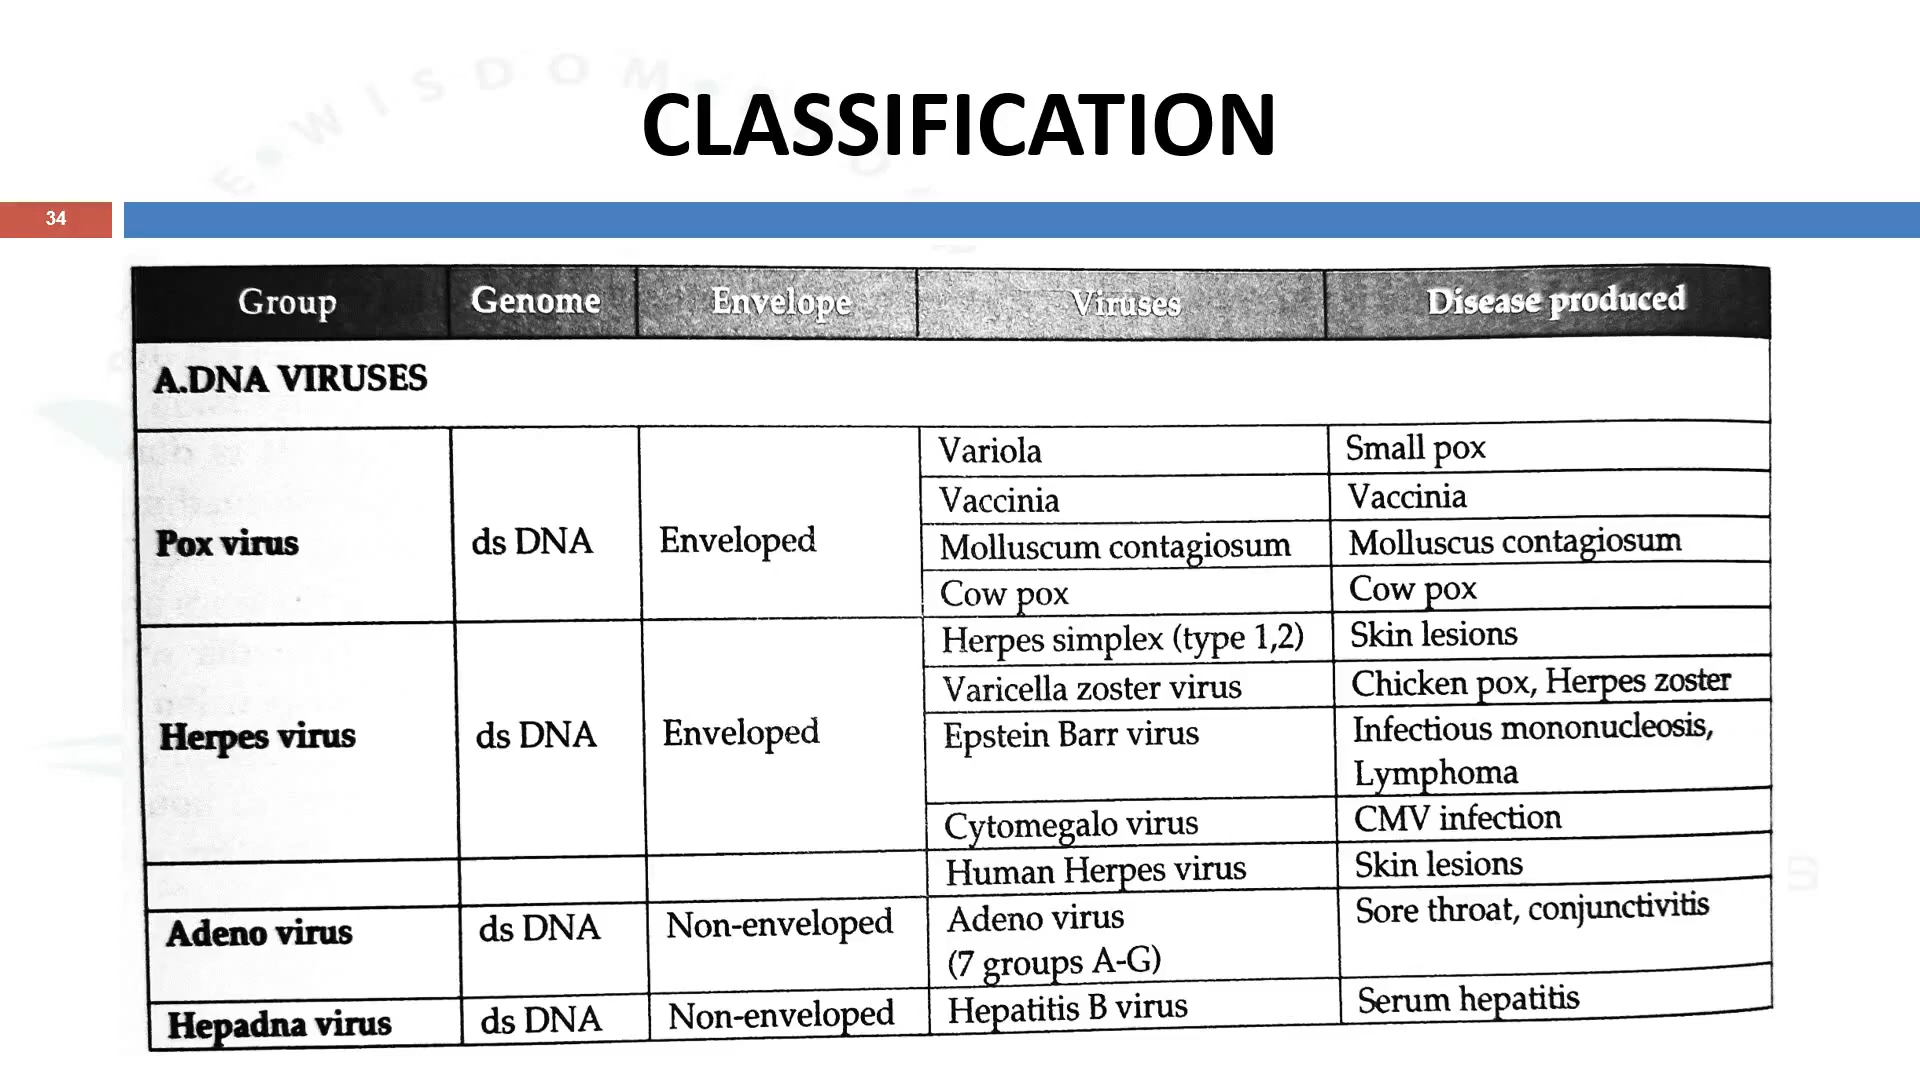 WISDOM
CLASSIFICATION
34
Group Genome Envelope Viruses Disease produced
A.DNA VIRUSES
Pox virus ds DNA Enveloped
Variola Small pox
Vaccinia Vaccinia
Molluscum contagiosum Molluscus contagiosum
Cow pox Cow pox
Herpes virus ds DNA Enveloped
Herpes simplex (type 1,2) Skin lesions
Varicella zoster virus Chicken pox, Herpes zoster
Epstein Barr virus Infectious mononucleosis,
Lymphoma
Cytomegalo virus CMV infection
Human Herpes virus Skin lesions
Adeno virus ds DNA Non-enveloped Adeno virus Sore throat, conjunctivitis
(7 groups A-G)
Hepadna virus ds DNA Non-enveloped Hepatitis B virus Serum hepatitis